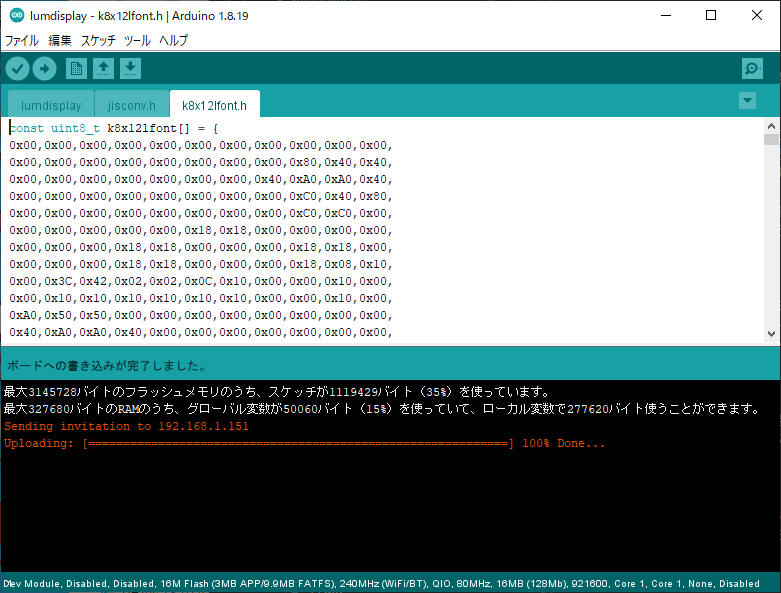 lumdisplay - k8x12lfont.h | Arduino 1.8.19
ファイル 編集 スケッチ ツール ヘルプ
lumdisplay jisconv.h k8x12lfont.h
const uint8_t k8x12lfont[] = {
0x00,0x00,0x00,0x00,0x00,0x00,0x00,0x00,0x00,0x00,0x00,
0x00,0x00,0x00,0x00,0x00,0x00,0x00,0x00,0x80,0x40,0x40,
0x00,0x00,0x00,0x00,0x00,0x00,0x00,0x40,0xA0,0xA0,0x40,
0x00,0x00,0x00,0x00,0x00,0x00,0x00,0x00,0xC0,0x40,0x80,
0x00,0x00,0x00,0x00,0x00,0x00,0x00,0x00,0xC0,0xC0,0x00,
0x00,0x00,0x00,0x00,0x00,0x18,0x18,0x00,0x00,0x00,0x00,
0x00,0x00,0x00,0x18,0x18,0x00,0x00,0x00,0x18,0x18,0x00,
0x00,0x00,0x00,0x18,0x18,0x00,0x00,0x00,0x18,0x08,0x10,
0x00,0x3C,0x42,0x02,0x02,0x0C,0x10,0x00,0x00,0x10,0x00,
0x00,0x10,0x10,0x10,0x10,0x10,0x10,0x00,0x00,0x10,0x00,
0xA0,0x50,0x50,0x00,0x00,0x00,0x00,0x00,0x00,0x00,0x00,
0x40,0xA0,0xA0,0x40,0x00,0x00,0x00,0x00,0x00,0x00,0x00,
ボードへの書き込みが完了しました。
最大3145728バイトのフラッシュメモリのうち、スケッチが1119429バイト（35%）を使っています。
最大327680バイトのRAMのうち、グローバル変数が50060バイト（15%）を使っていて、ローカル変数で277620バイト使うことができます。
Sending invitation to 192.168.1.151
Uploading: [============================================================] 100% Done...
Dev Module, Disabled, Disabled, 16M Flash (3MB APP/9.9MB FATFS), 240MHz (WiFi/BT), QIO, 80MHz, 16MB (128Mb), 921600, Core 1, Core 1, None, Disabled